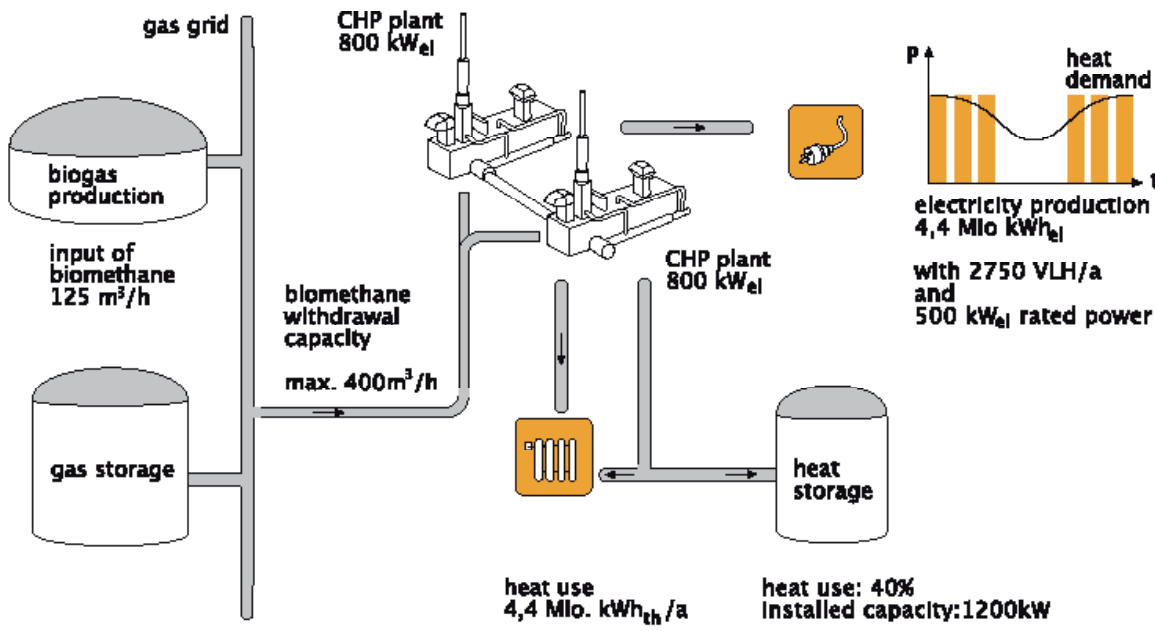 gas grid
CHP plant
800 kWel
P
heat
demand
biogas
production
t
electricity production
4,4 Mio kWhel
input of
biomethane
125 m³/h
CHP plant
800 kWel
with 2750 VLH/a
and
500 kWel rated power
biomethane
withdrawal
capacity
max. 400m³/h
gas storage
heat
storage
heat use
4,4 Mio. kWhth/a
heat use: 40%
installed capacity:1200kW